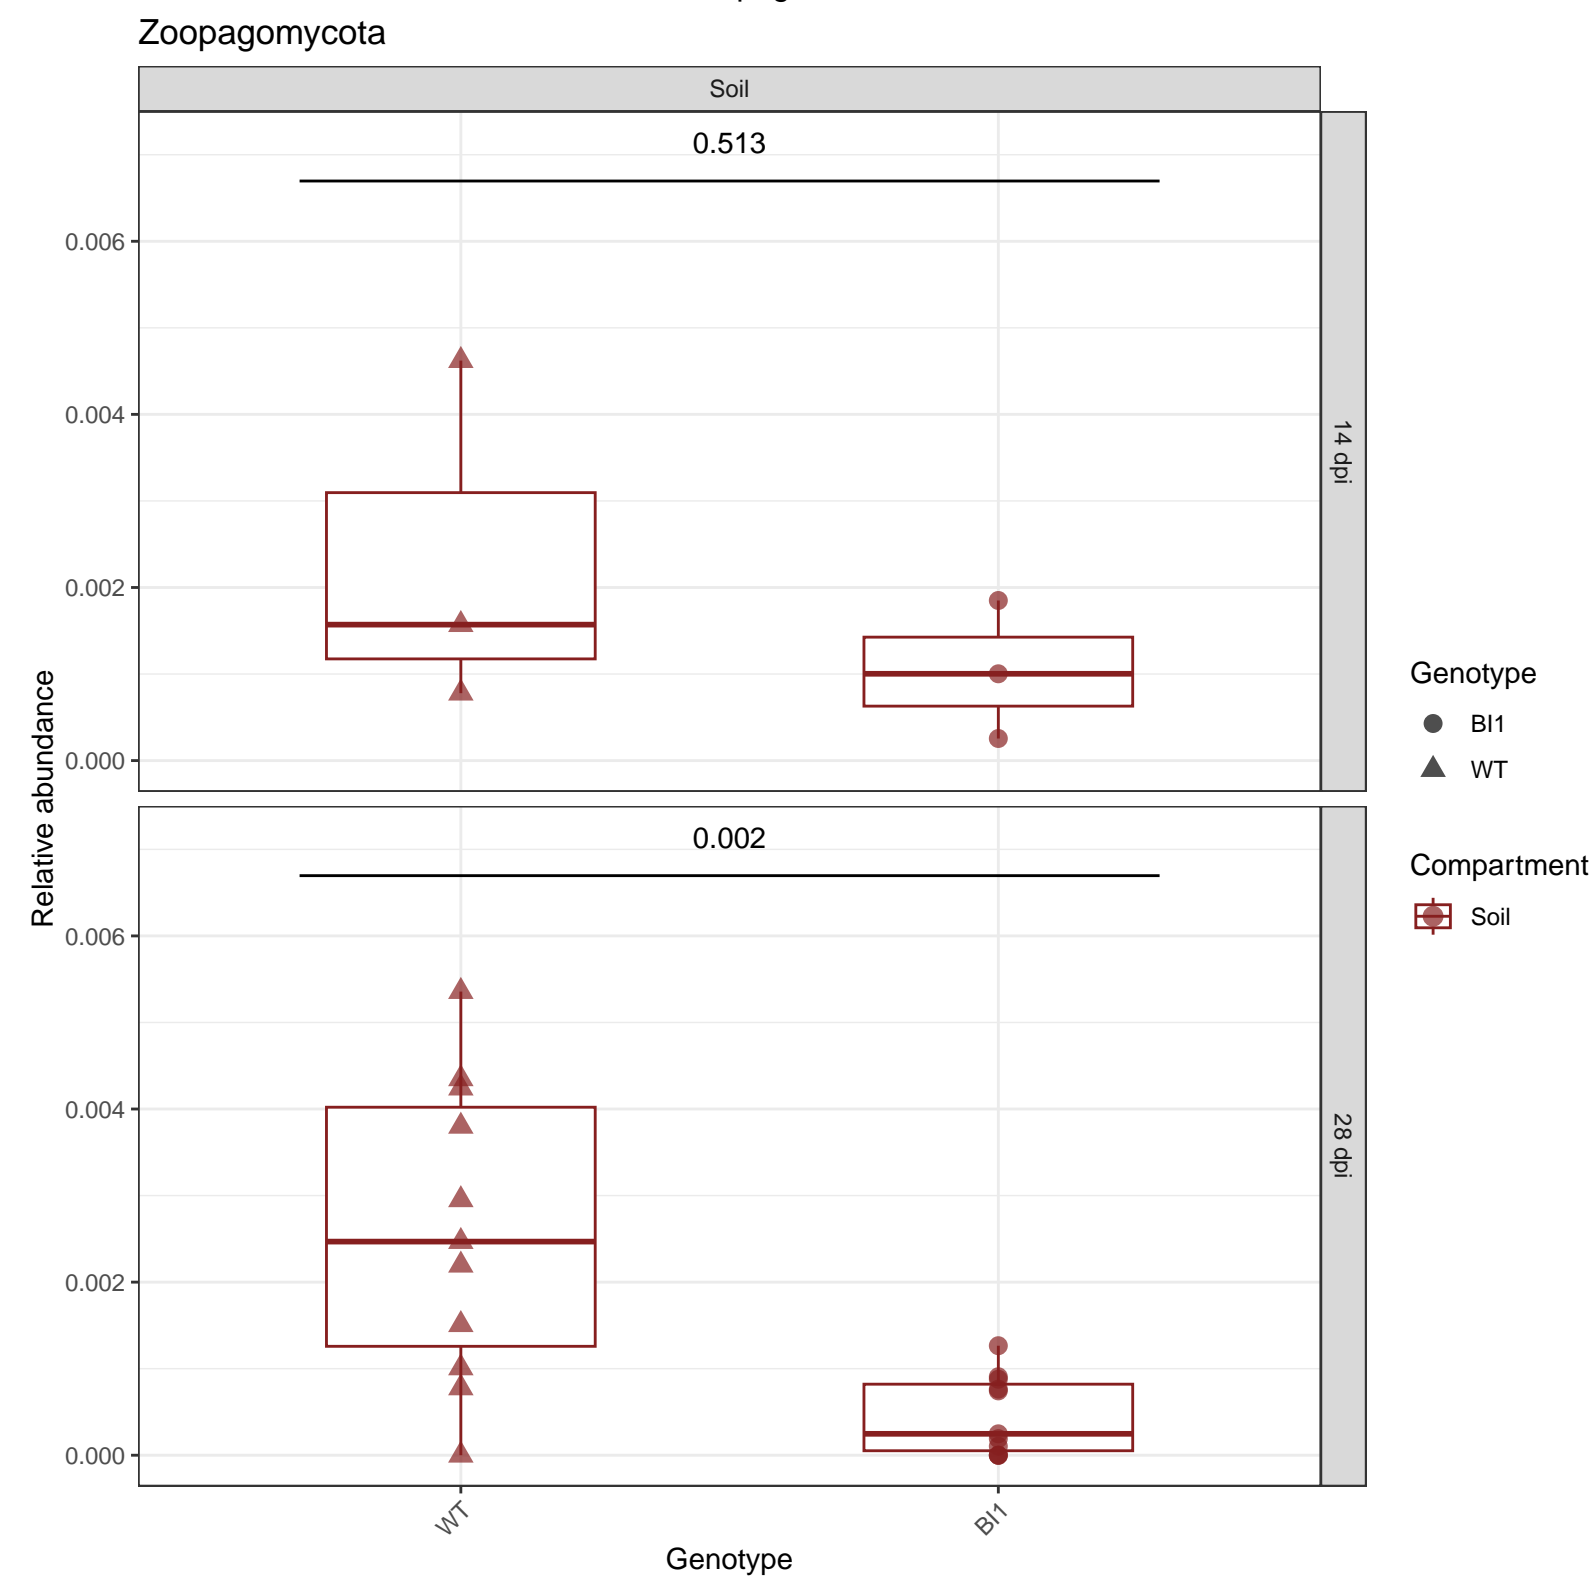 Zoopagomycota
Soil
0.513
0.006
0.004
0.002
0.000
14 dpi
0.002
0.006
0.004
0.002
0.000
28 dpi
Relative abundance
WT
BI1
Genotype
Genotype
BI1
WT
Compartment
Soil